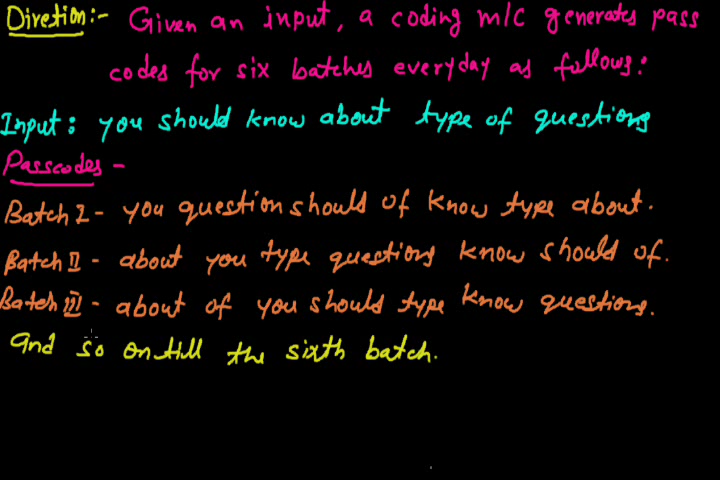 Diretion:- Given an input, a coding m/c generates pass
codes for six batches everyday as follows:
Input: you should know about type of questions
Passcodes -
Batch I - you question should of know type about.
Batch II - about you type questions know should of.
Batch III - about of you should type know questions.
And so on till the sixth batch.